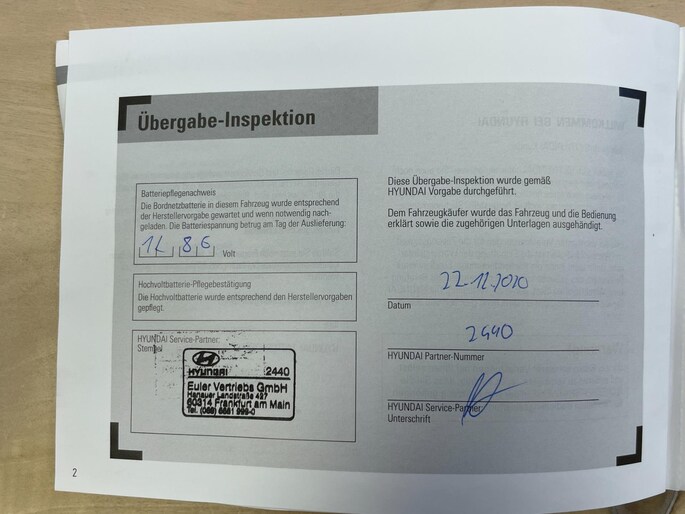 Übergabe-Inspektion
Batteriepflegenachweis
Die Bordnetzbatterie in diesem Fahrzeug wurde entsprechend
der Herstellervorgabe gewartet und wenn notwendig nach-
geladen. Die Batteriespannung betrug am Tag der Auslieferung:
12 86 Volt
Hochvoltbatterie-Pflegebestätigung
Die Hochvoltbatterie wurde entsprechend den Herstellervorgaben
gepflegt.
HYUNDAI Service-Partner:
Stempel
HYUNDAI 2440
Euler Vertriebs GmbH
Hanauer Landstraße 427
60314 Frankfurt am Main
Diese Übergabe-Inspektion wurde gemäß
HYUNDAI Vorgabe durchgeführt.
Dem Fahrzeugkäufer wurde das Fahrzeug und die Bedienung
erklärt sowie die zugehörigen Unterlagen ausgehändigt.
22.12.2020
Datum
2440
HYUNDAI Partner-Nummer
HYUNDAI Service-Partner
Unterschrift
2